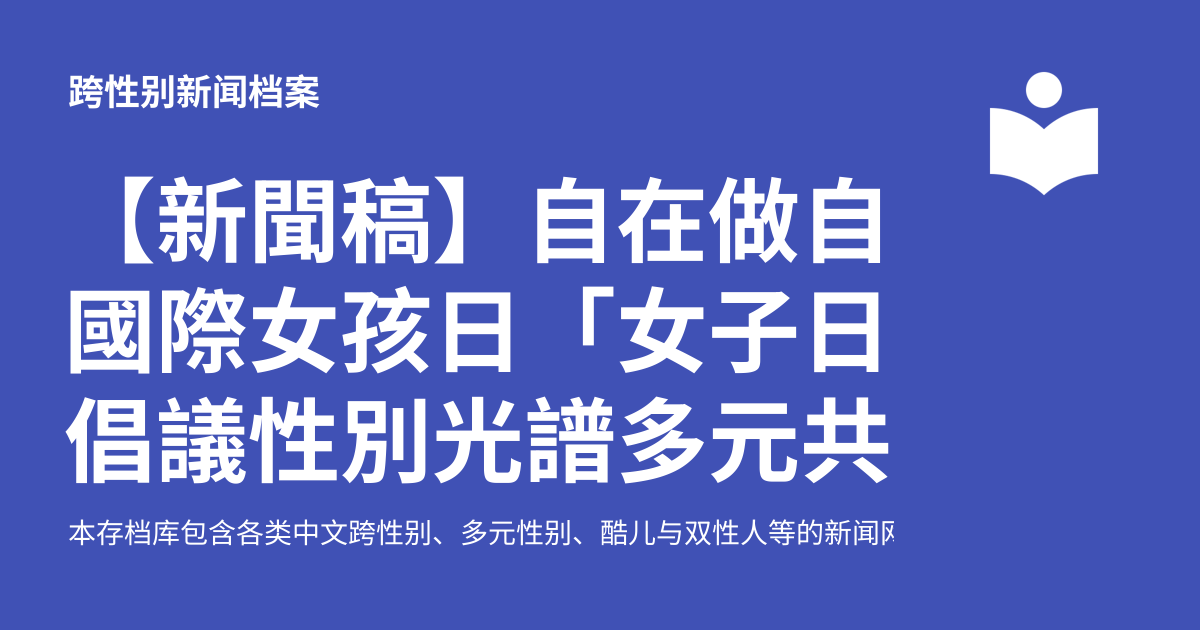 跨性别新闻档案
【新聞稿】自在做自
國際女孩日「女子日
倡議性別光譜多元共
本存档库包含各类中文跨性别、多元性别、酷儿与双性人等的新闻网